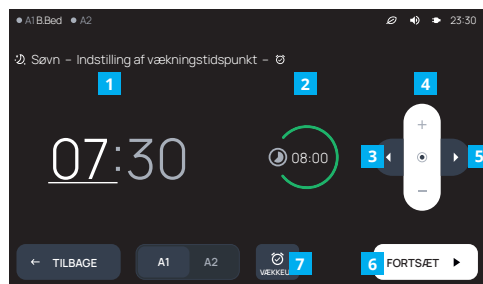 A1 B.Bed A2 23:30
Søvn – Indstilling af vækningstidspunkt –
1 2 4
07:30 08:00 3 5
TILBAGE A1 A2 7 6 FORTSÆT